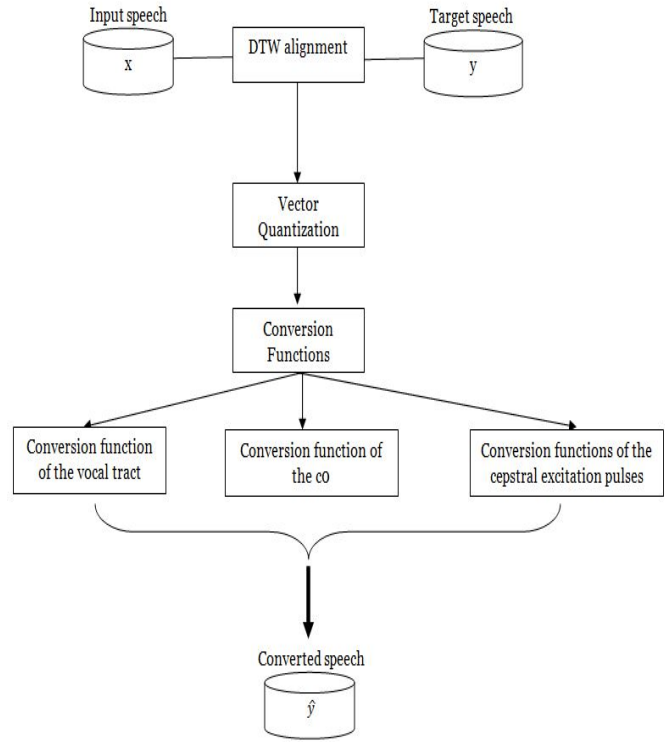 Input speech
Target speech
x
DTW alignment
y
Vector
Quantization
Conversion
Functions
Conversion function
of the vocal tract
Conversion function of
the c0
Conversion functions of the
cepstral excitation pulses
Converted speech
ŷ